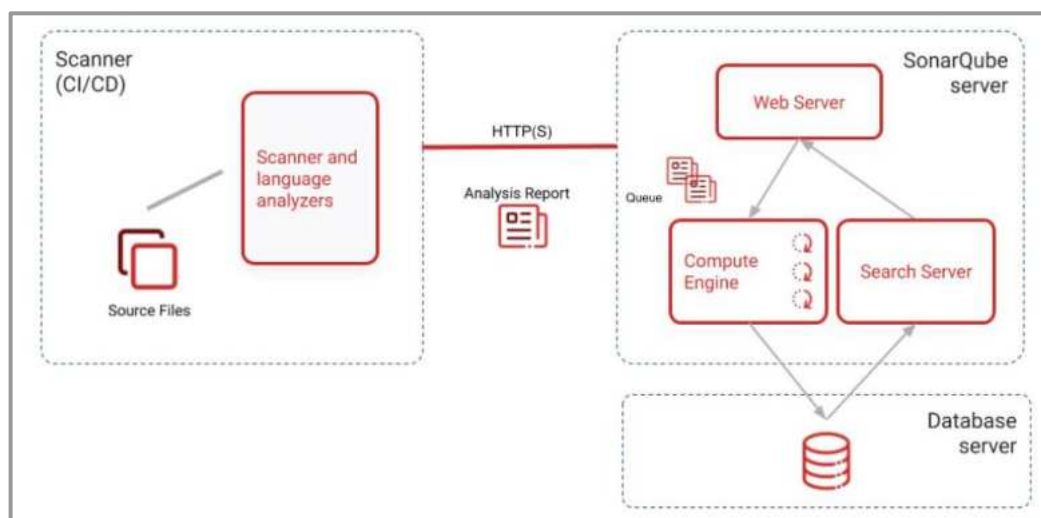 Scanner
(CI/CD)
Scanner and
language
analyzers
Source Files
HTTP(S)
Analysis Report
SonarQube
server
Web Server
Queue
Compute
Engine
Search Server
Database
server